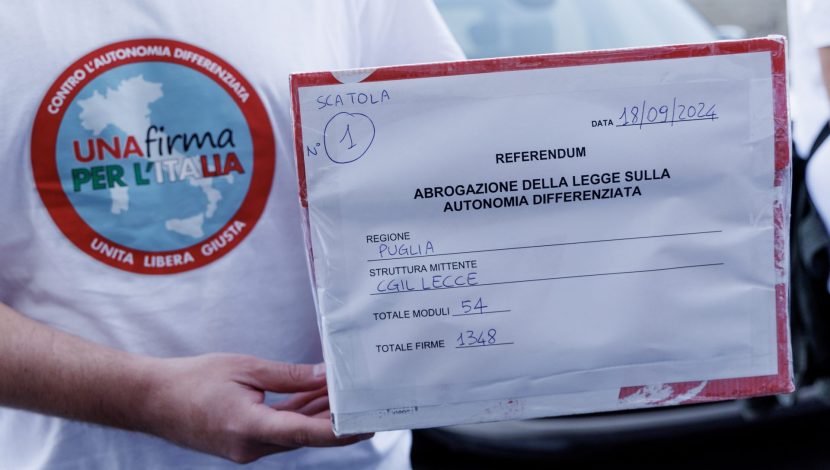 CONTRO L'AUTONOMIA DIFFERENZIATA
UNA firma
PER L'ITALIA
UNITA LIBERA GIUSTA
SCATOLA
N° 1
DATA 18/09/2024
REFERENDUM
ABROGAZIONE DELLA LEGGE SULLA
AUTONOMIA DIFFERENZIATA
REGIONE
PUGLIA
STRUTTURA MITTENTE
CGIL LECCE
TOTALE MODULI 54
TOTALE FIRME 1348